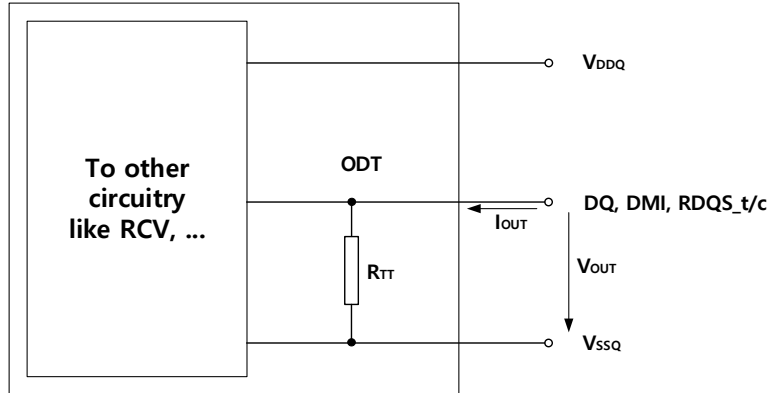 VDDQ
To other
circuitry
like RCV, ...
ODT
DQ, DMI, RDQS_t/c
IOUT
RTT
VOUT
VSSQ